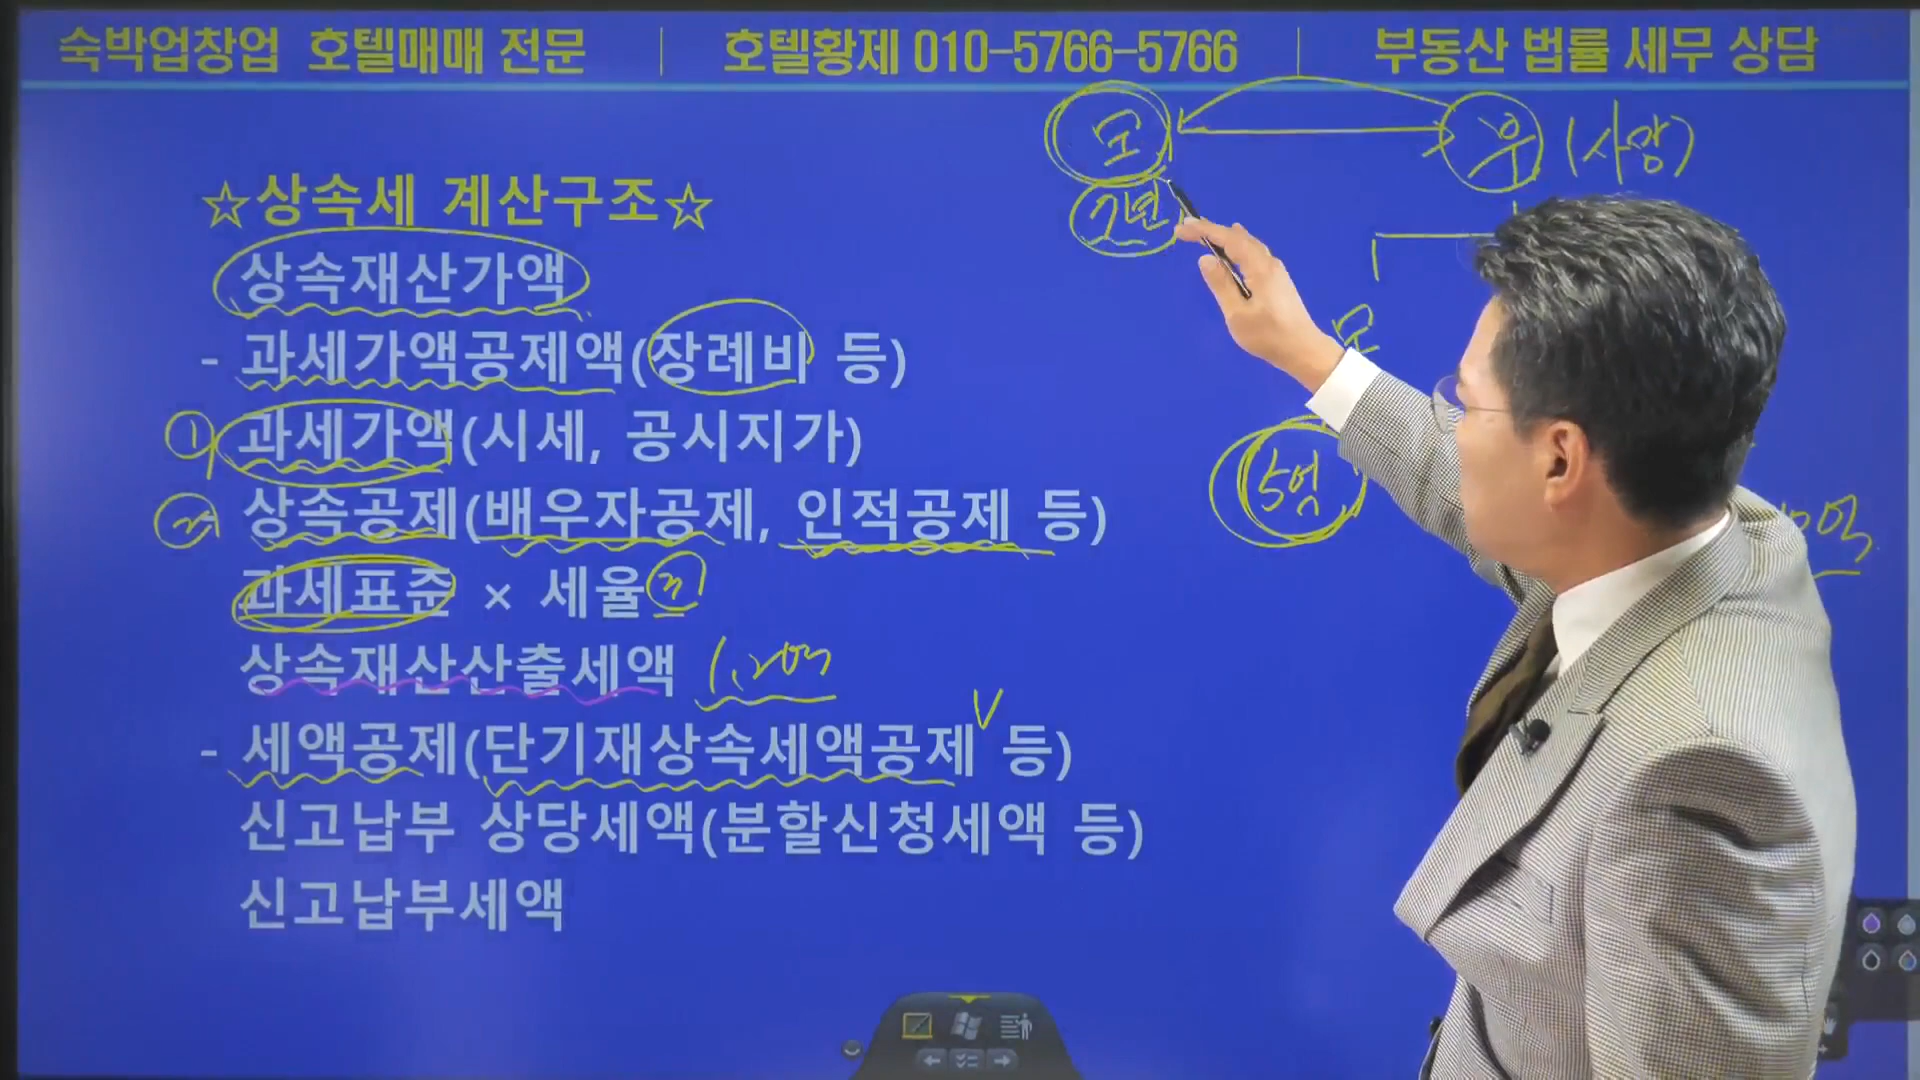 숙박업창업 호텔매매 전문 | 호텔황제 010-5766-5766 | 부동산 법률 세무 상담
모 우 (사망)
2년
☆상속세 계산구조☆
상속재산가액
- 과세가액공제액(장례비 등)
모
① 과세가액(시세, 공시지가)
5억
상속공제(배우자공제, 인적공제 등)
과세표준 × 세율
상속재산산출세액 1.2억
- 세액공제(단기재상속세액공제 등)
신고납부 상당세액(분할신청세액 등)
신고납부세액